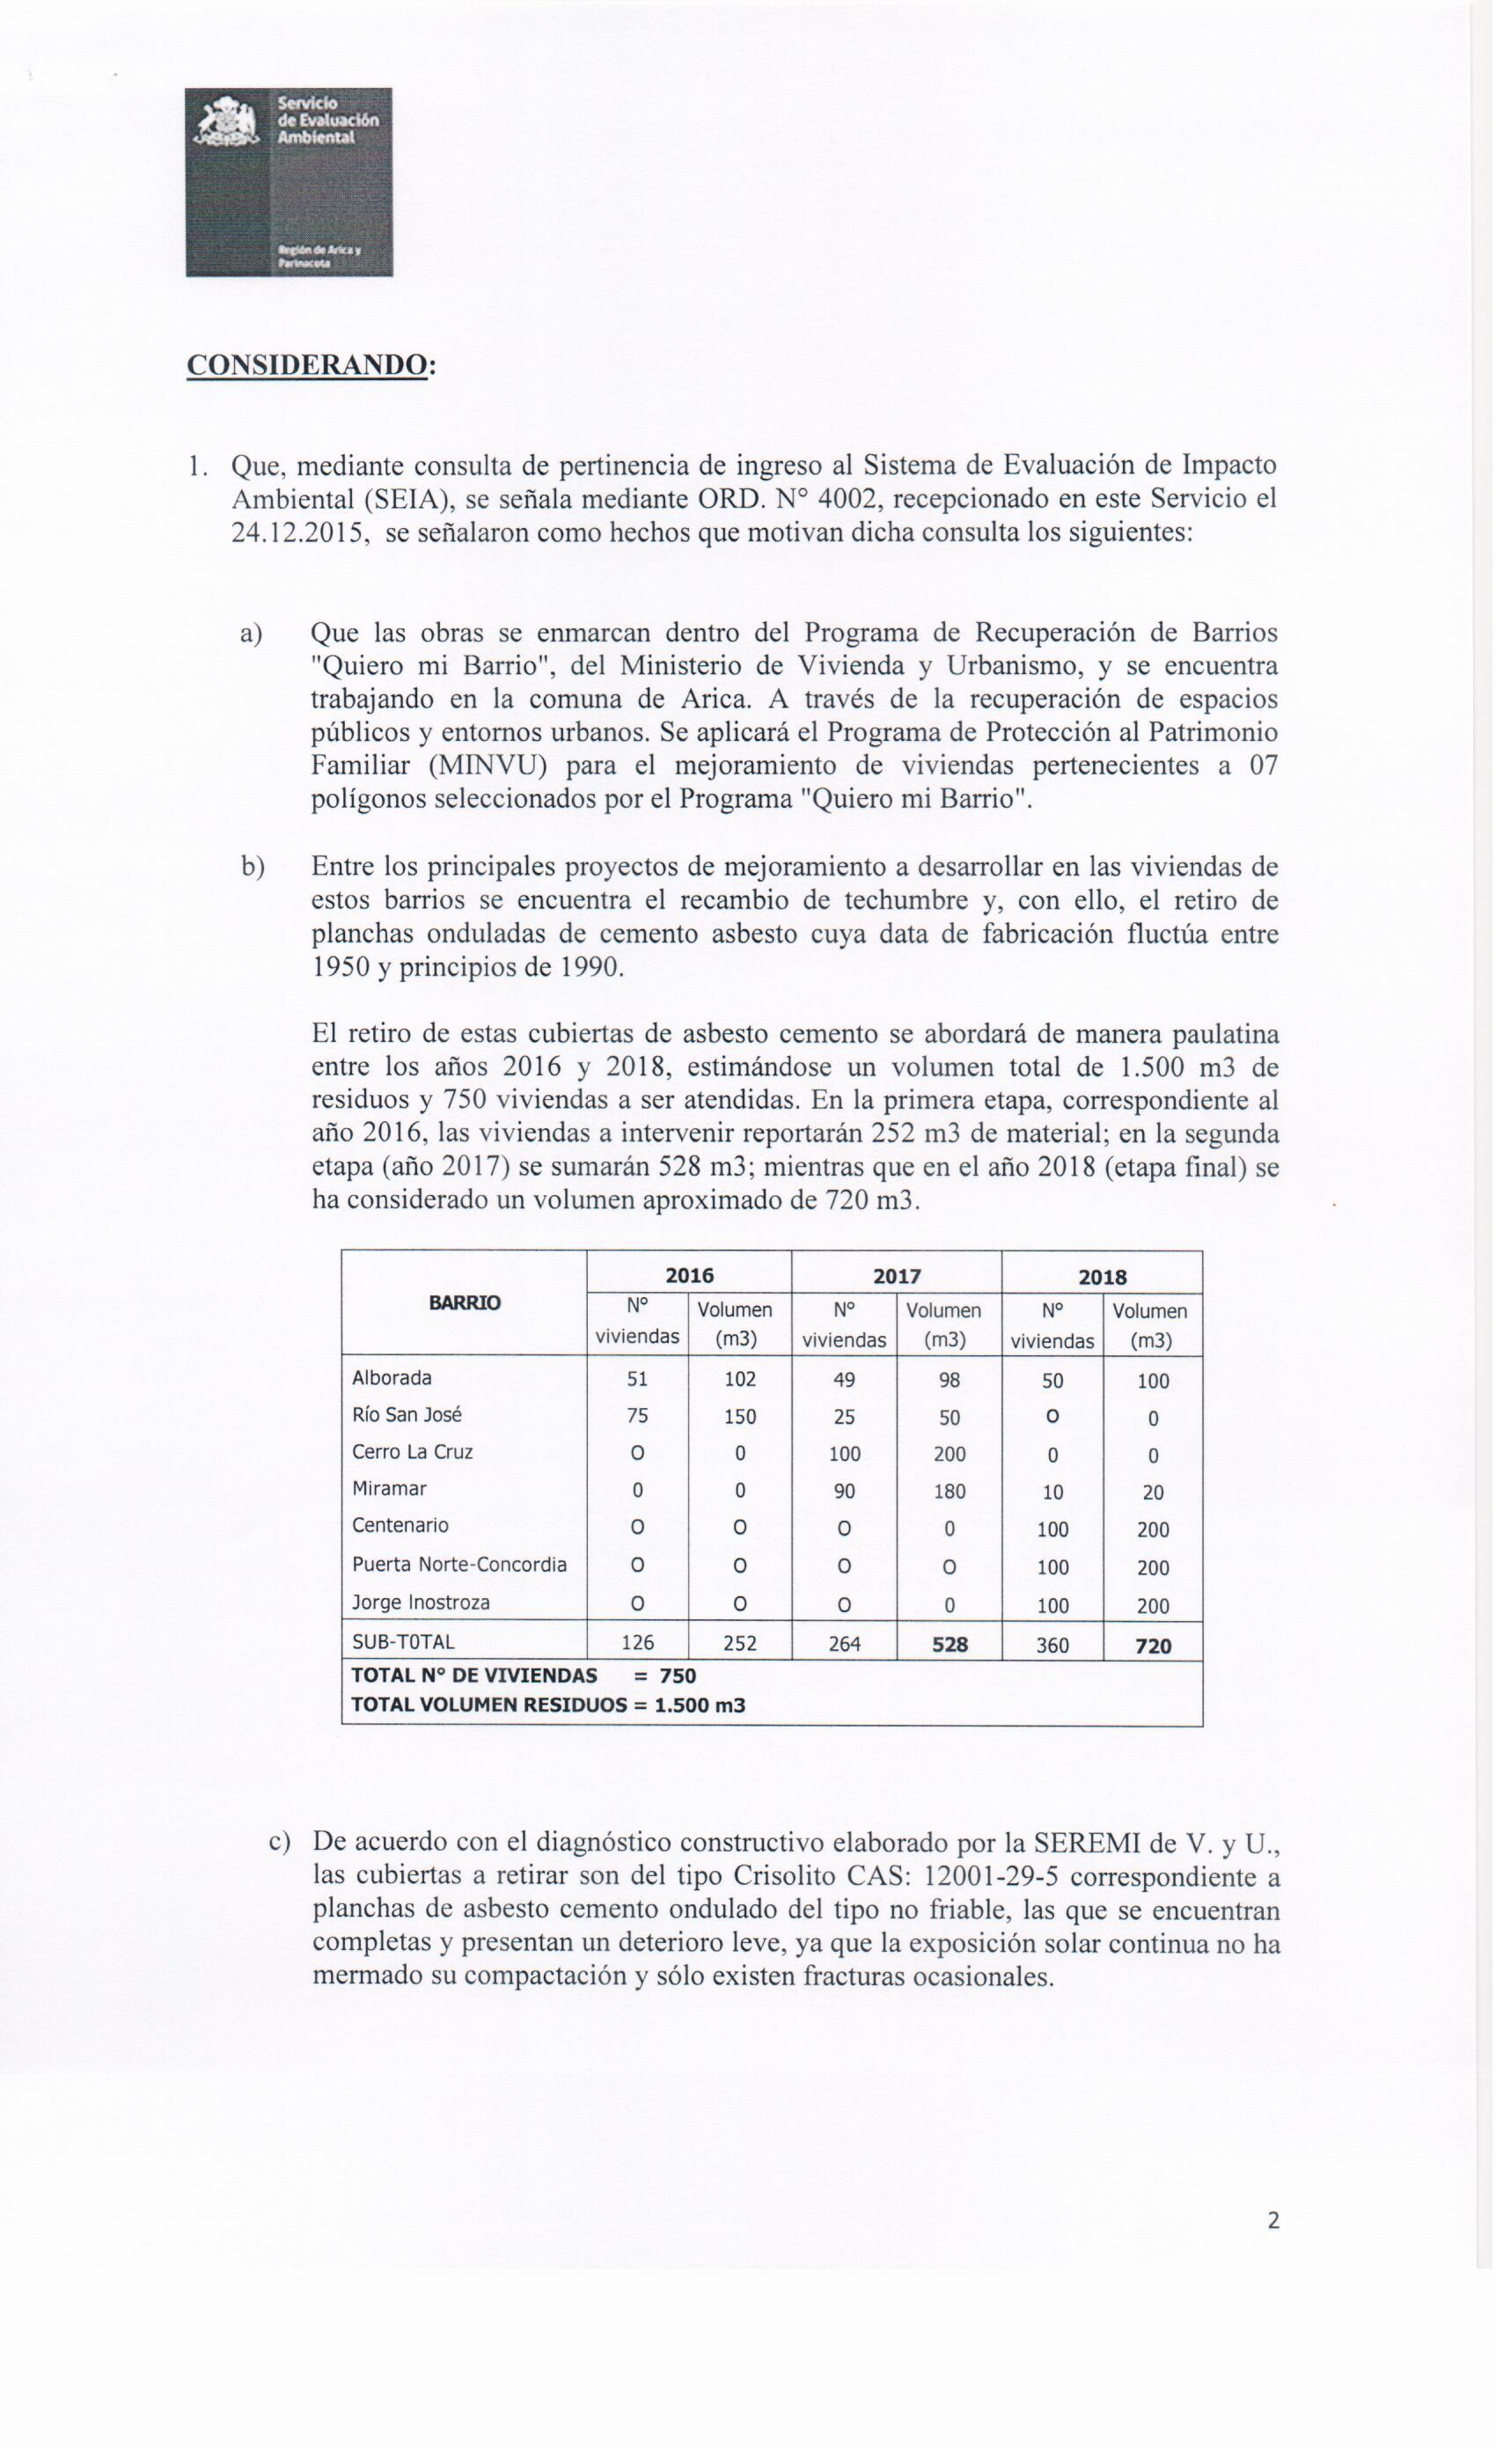 Servicio
de Evaluación
Ambiental
Región de Arica y
Parinacota
CONSIDERANDO:
1. Que, mediante consulta de pertinencia de ingreso al Sistema de Evaluación de Impacto
Ambiental (SEIA), se señala mediante ORD. N° 4002, recepcionado en este Servicio el
24.12.2015, se señalaron como hechos que motivan dicha consulta los siguientes:
a) Que las obras se enmarcan dentro del Programa de Recuperación de Barrios
"Quiero mi Barrio", del Ministerio de Vivienda y Urbanismo, y se encuentra
trabajando en la comuna de Arica. A través de la recuperación de espacios
públicos y entornos urbanos. Se aplicará el Programa de Protección al Patrimonio
Familiar (MINVU) para el mejoramiento de viviendas pertenecientes a 07
polígonos seleccionados por el Programa "Quiero mi Barrio".
b) Entre los principales proyectos de mejoramiento a desarrollar en las viviendas de
estos barrios se encuentra el recambio de techumbre y, con ello, el retiro de
planchas onduladas de cemento asbesto cuya data de fabricación fluctúa entre
1950 y principios de 1990.
El retiro de estas cubiertas de asbesto cemento se abordará de manera paulatina
entre los años 2016 y 2018, estimándose un volumen total de 1.500 m3 de
residuos y 750 viviendas a ser atendidas. En la primera etapa, correspondiente al
año 2016, las viviendas a intervenir reportarán 252 m3 de material; en la segunda
etapa (año 2017) se sumarán 528 m3; mientras que en el año 2018 (etapa final) se
ha considerado un volumen aproximado de 720 m3.
BARRIO 2016 2017 2018
N° viviendas Volumen (m3) N° viviendas Volumen (m3) N° viviendas Volumen (m3)
Alborada 51 102 49 98 50 100
Río San José 75 150 25 50 O 0
Cerro La Cruz O 0 100 200 0 0
Miramar 0 0 90 180 10 20
Centenario O O O 0 100 200
Puerta Norte-Concordia O O O O 100 200
Jorge Inostroza O O O 0 100 200
SUB-TOTAL 126 252 264 528 360 720
TOTAL N° DE VIVIENDAS = 750
TOTAL VOLUMEN RESIDUOS = 1.500 m3
c) De acuerdo con el diagnóstico constructivo elaborado por la SEREMI de V. y U.,
las cubiertas a retirar son del tipo Crisolito CAS: 12001-29-5 correspondiente a
planchas de asbesto cemento ondulado del tipo no friable, las que se encuentran
completas y presentan un deterioro leve, ya que la exposición solar continua no ha
mermado su compactación y sólo existen fracturas ocasionales.
2